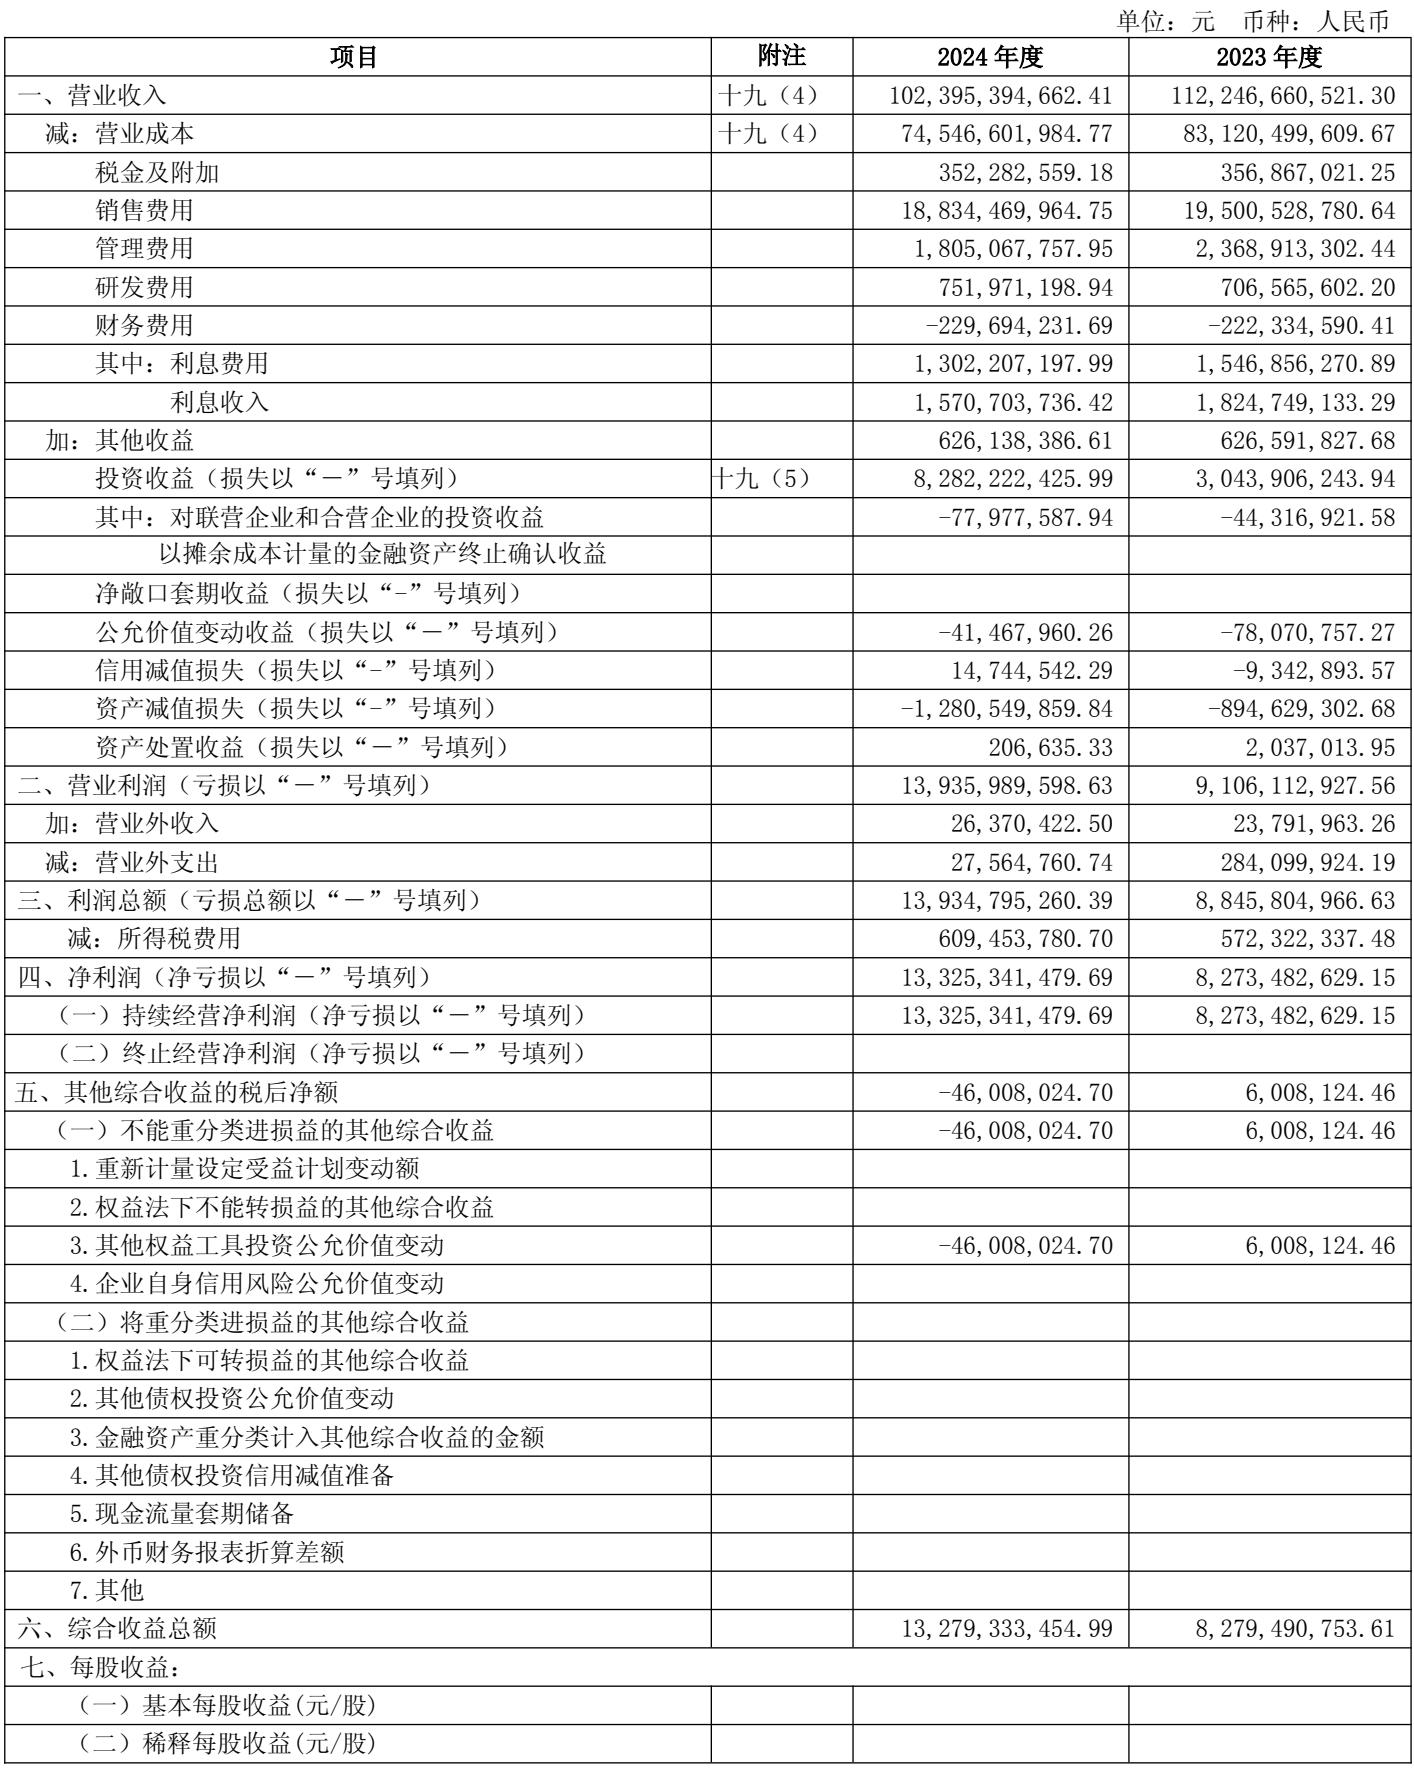 单位：元　币种：人民币
项目 附注 2024 年度 2023 年度
一、营业收入 十九（4） 102,395,394,662.41 112,246,660,521.30
减：营业成本 十九（4） 74,546,601,984.77 83,120,499,609.67
税金及附加 352,282,559.18 356,867,021.25
销售费用 18,834,469,964.75 19,500,528,780.64
管理费用 1,805,067,757.95 2,368,913,302.44
研发费用 751,971,198.94 706,565,602.20
财务费用 -229,694,231.69 -222,334,590.41
其中：利息费用 1,302,207,197.99 1,546,856,270.89
利息收入 1,570,703,736.42 1,824,749,133.29
加：其他收益 626,138,386.61 626,591,827.68
投资收益（损失以“－”号填列） 十九（5） 8,282,222,425.99 3,043,906,243.94
其中：对联营企业和合营企业的投资收益 -77,977,587.94 -44,316,921.58
以摊余成本计量的金融资产终止确认收益
净敞口套期收益（损失以“-”号填列）
公允价值变动收益（损失以“－”号填列） -41,467,960.26 -78,070,757.27
信用减值损失（损失以“-”号填列） 14,744,542.29 -9,342,893.57
资产减值损失（损失以“-”号填列） -1,280,549,859.84 -894,629,302.68
资产处置收益（损失以“－”号填列） 206,635.33 2,037,013.95
二、营业利润（亏损以“－”号填列） 13,935,989,598.63 9,106,112,927.56
加：营业外收入 26,370,422.50 23,791,963.26
减：营业外支出 27,564,760.74 284,099,924.19
三、利润总额（亏损总额以“－”号填列） 13,934,795,260.39 8,845,804,966.63
减：所得税费用 609,453,780.70 572,322,337.48
四、净利润（净亏损以“－”号填列） 13,325,341,479.69 8,273,482,629.15
（一）持续经营净利润（净亏损以“－”号填列） 13,325,341,479.69 8,273,482,629.15
（二）终止经营净利润（净亏损以“－”号填列）
五、其他综合收益的税后净额 -46,008,024.70 6,008,124.46
（一）不能重分类进损益的其他综合收益 -46,008,024.70 6,008,124.46
1.重新计量设定受益计划变动额
2.权益法下不能转损益的其他综合收益
3.其他权益工具投资公允价值变动 -46,008,024.70 6,008,124.46
4.企业自身信用风险公允价值变动
（二）将重分类进损益的其他综合收益
1.权益法下可转损益的其他综合收益
2.其他债权投资公允价值变动
3.金融资产重分类计入其他综合收益的金额
4.其他债权投资信用减值准备
5.现金流量套期储备
6.外币财务报表折算差额
7.其他
六、综合收益总额 13,279,333,454.99 8,279,490,753.61
七、每股收益：
（一）基本每股收益(元/股)
（二）稀释每股收益(元/股)